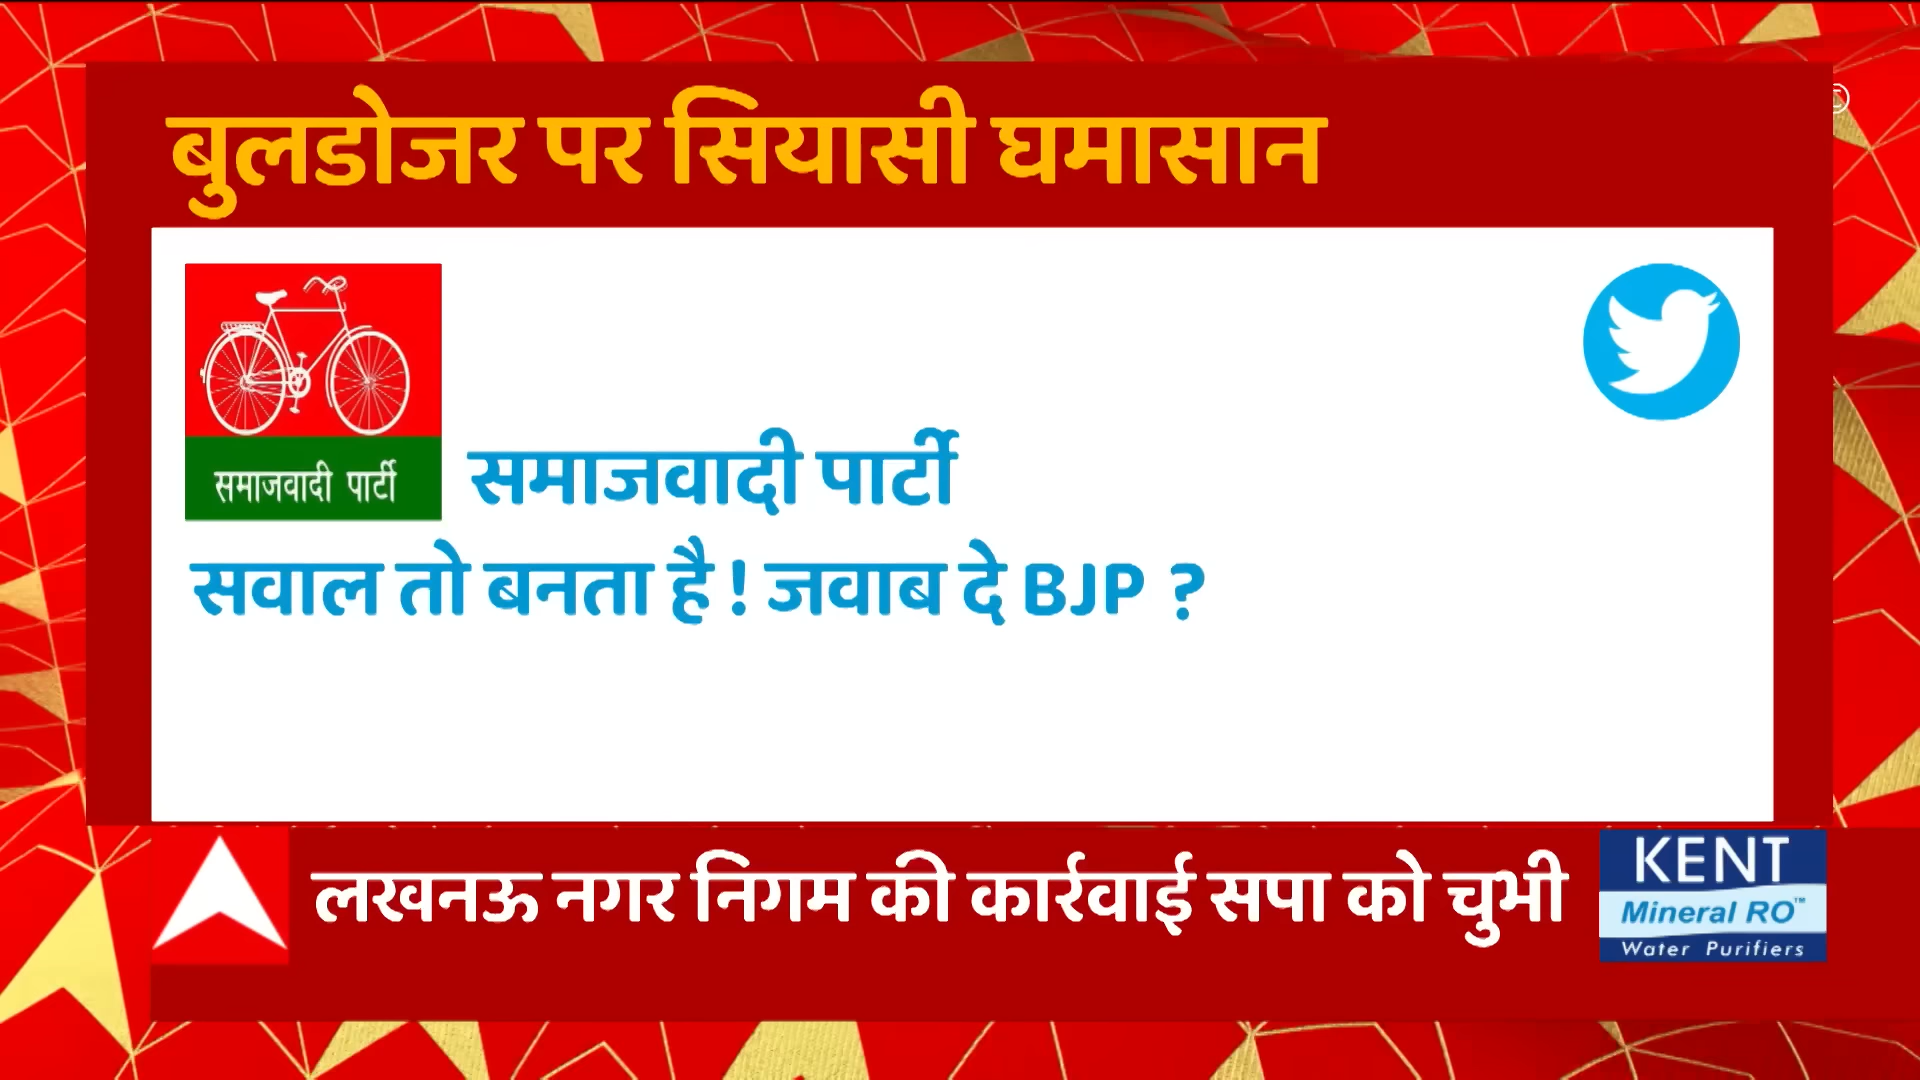 बुलडोजर पर सियासी घमासान
समाजवादी पार्टी
समाजवादी पार्टी
सवाल तो बनता है ! जवाब दे BJP ?
लखनऊ नगर निगम की कार्रवाई सपा को चुभी
KENT
Mineral RO™
Water Purifiers